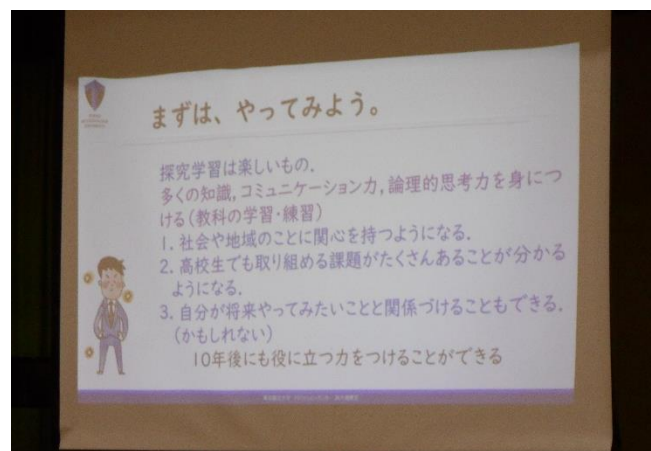 まずは、やってみよう。
探究学習は楽しいもの.
多くの知識,コミュニケーション力,論理的思考力を身につ
ける(教科の学習・練習)
1. 社会や地域のことに関心を持つようになる.
2. 高校生でも取り組める課題がたくさんあることが分かる
ようになる.
3. 自分が将来やってみたいことと関係づけることもできる.
(かもしれない)
10年後にも役に立つ力をつけることができる